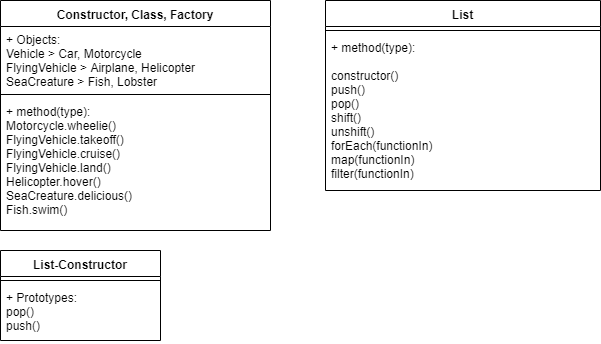 Constructor, Class, Factory
+ Objects:
Vehicle > Car, Motorcycle
FlyingVehicle > Airplane, Helicopter
SeaCreature > Fish, Lobster
+ method(type):
Motorcycle.wheelie()
FlyingVehicle.takeoff()
FlyingVehicle.cruise()
FlyingVehicle.land()
Helicopter.hover()
SeaCreature.delicious()
Fish.swim()
List
+ method(type):
constructor()
push()
pop()
shift()
unshift()
forEach(functionIn)
map(functionIn)
filter(functionIn)
List-Constructor
+ Prototypes:
pop()
push()